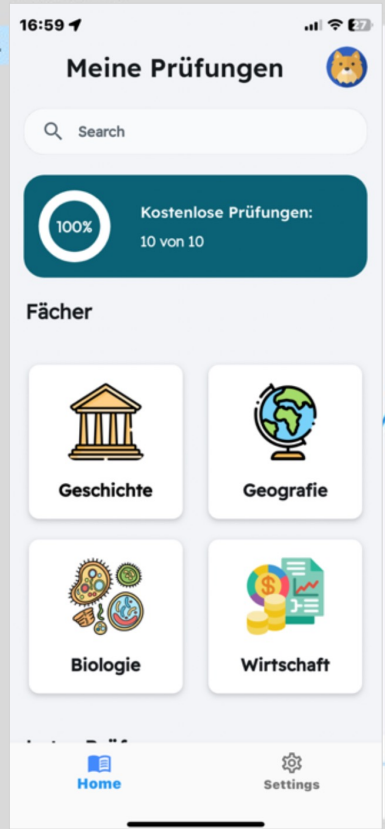 16:59
27
Meine Prüfungen
Search
100%
Kostenlose Prüfungen:
10 von 10
Fächer
Geschichte
Geografie
Biologie
Wirtschaft
Home
Settings